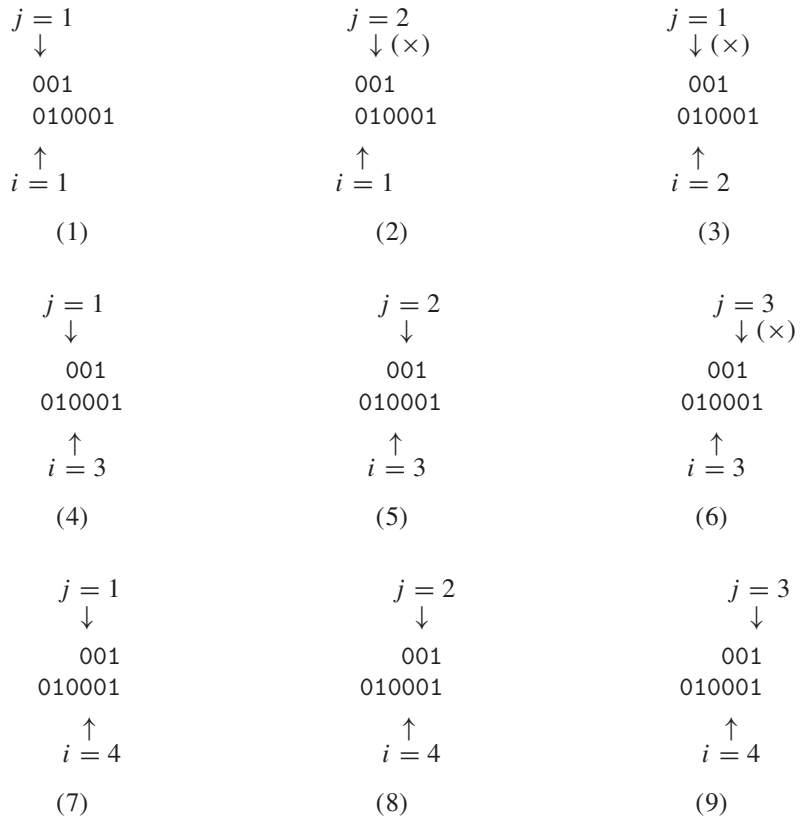 j = 1 j = 2 j = 1
↓ ↓ (×) ↓ (×)
001 001 001
010001 010001 010001
↑ ↑ ↑
i = 1 i = 1 i = 2
(1) (2) (3)
j = 1 j = 2 j = 3
↓ ↓ ↓ (×)
001 001 001
010001 010001 010001
↑ ↑ ↑
i = 3 i = 3 i = 3
(4) (5) (6)
j = 1 j = 2 j = 3
↓ ↓ ↓
001 001 001
010001 010001 010001
↑ ↑ ↑
i = 4 i = 4 i = 4
(7) (8) (9)